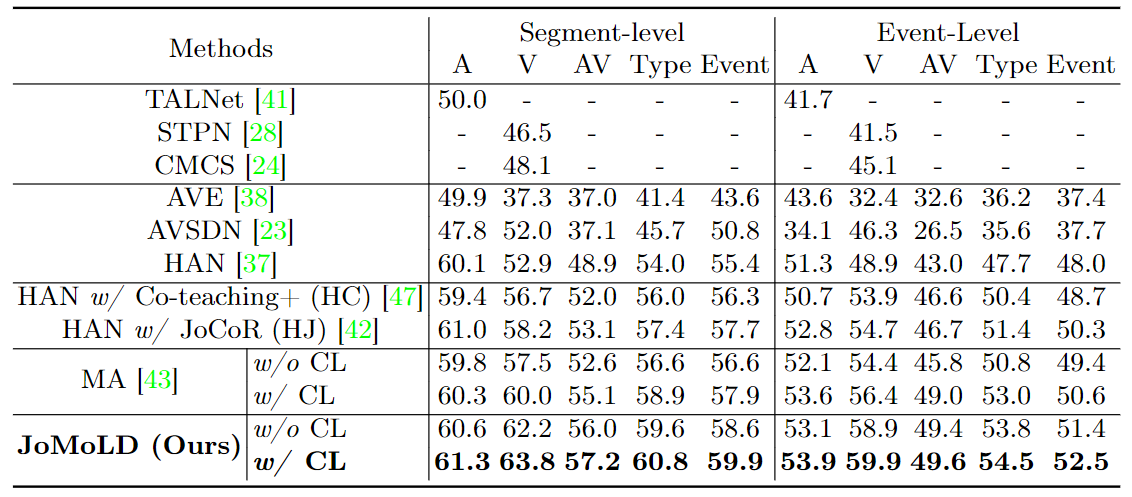 Methods Segment-level Event-Level
A V AV Type Event A V AV Type Event
TALNet [41] 50.0 - - - - 41.7 - - - -
STPN [28] - 46.5 - - - - 41.5 - - -
CMCS [24] - 48.1 - - - - 45.1 - - -
AVE [38] 49.9 37.3 37.0 41.4 43.6 43.6 32.4 32.6 36.2 37.4
AVSDN [23] 47.8 52.0 37.1 45.7 50.8 34.1 46.3 26.5 35.6 37.7
HAN [37] 60.1 52.9 48.9 54.0 55.4 51.3 48.9 43.0 47.7 48.0
HAN w/ Co-teaching+ (HC) [47] 59.4 56.7 52.0 56.0 56.3 50.7 53.9 46.6 50.4 48.7
HAN w/ JoCoR (HJ) [42] 61.0 58.2 53.1 57.4 57.7 52.8 54.7 46.7 51.4 50.3
MA [43] w/o CL 59.8 57.5 52.6 56.6 56.6 52.1 54.4 45.8 50.8 49.4
w/ CL 60.3 60.0 55.1 58.9 57.9 53.6 56.4 49.0 53.0 50.6
JoMoLD (Ours) w/o CL 60.6 62.2 56.0 59.6 58.6 53.1 58.9 49.4 53.8 51.4
w/ CL 61.3 63.8 57.2 60.8 59.9 53.9 59.9 49.6 54.5 52.5